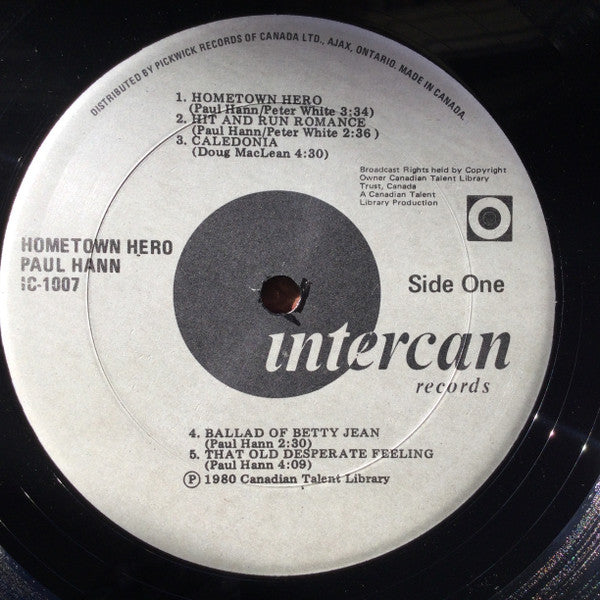 DISTRIBUTED BY PICKWICK RECORDS OF CANADA LTD., AJAX, ONTARIO. MADE IN CANADA.
1. HOMETOWN HERO
(Paul Hann/Peter White 3:34)
2. HIT AND RUN ROMANCE
(Paul Hann/Peter White 2:36)
3. CALEDONIA
(Doug MacLean 4:30)
Broadcast Rights held by Copyright
Owner Canadian Talent Library
Trust, Canada
A Canadian Talent
Library Production
HOMETOWN HERO
PAUL HANN
IC-1007
Side One
intercan
records
4. BALLAD OF BETTY JEAN
(Paul Hann 2:30)
5. THAT OLD DESPERATE FEELING
(Paul Hann 4:09)
Ⓟ 1980 Canadian Talent Library